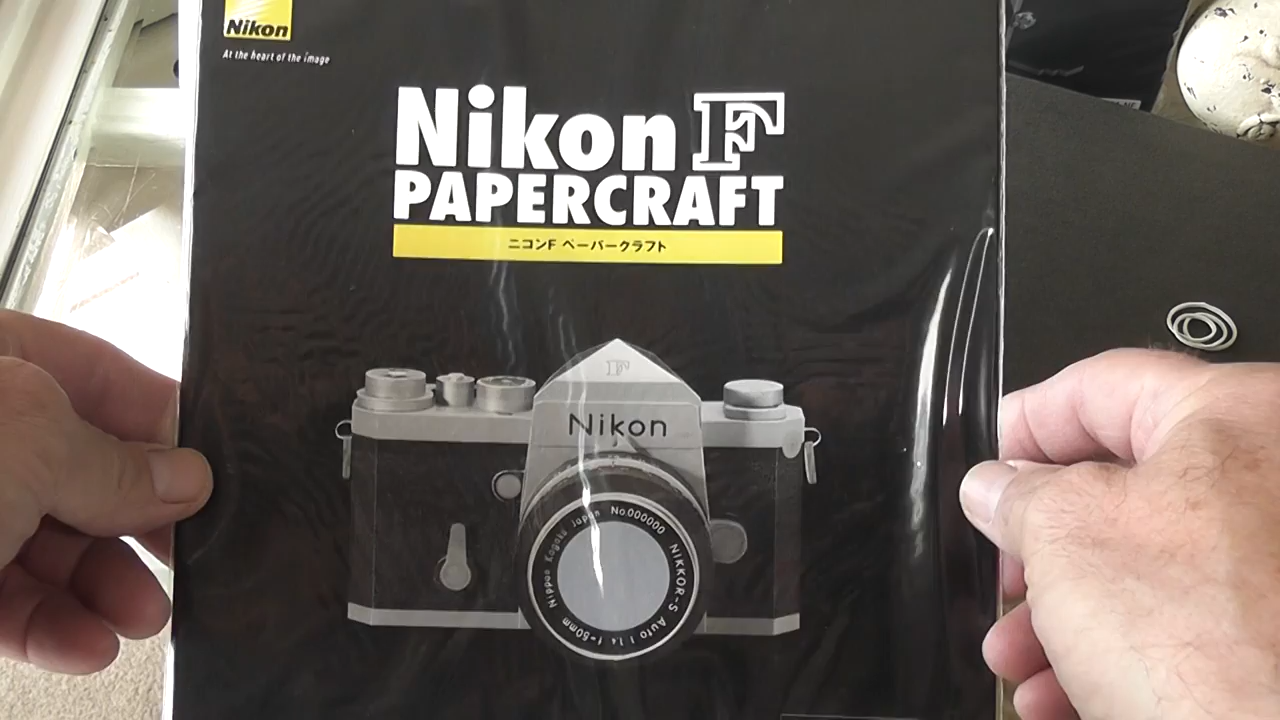 Nikon
At the heart of the image
Nikon F
PAPERCRAFT
ニコンF ペーパークラフト
F
Nikon
Nippon Kogaku Japan No.000000 NIKKOR-S Auto 1:1.4 f=50mm